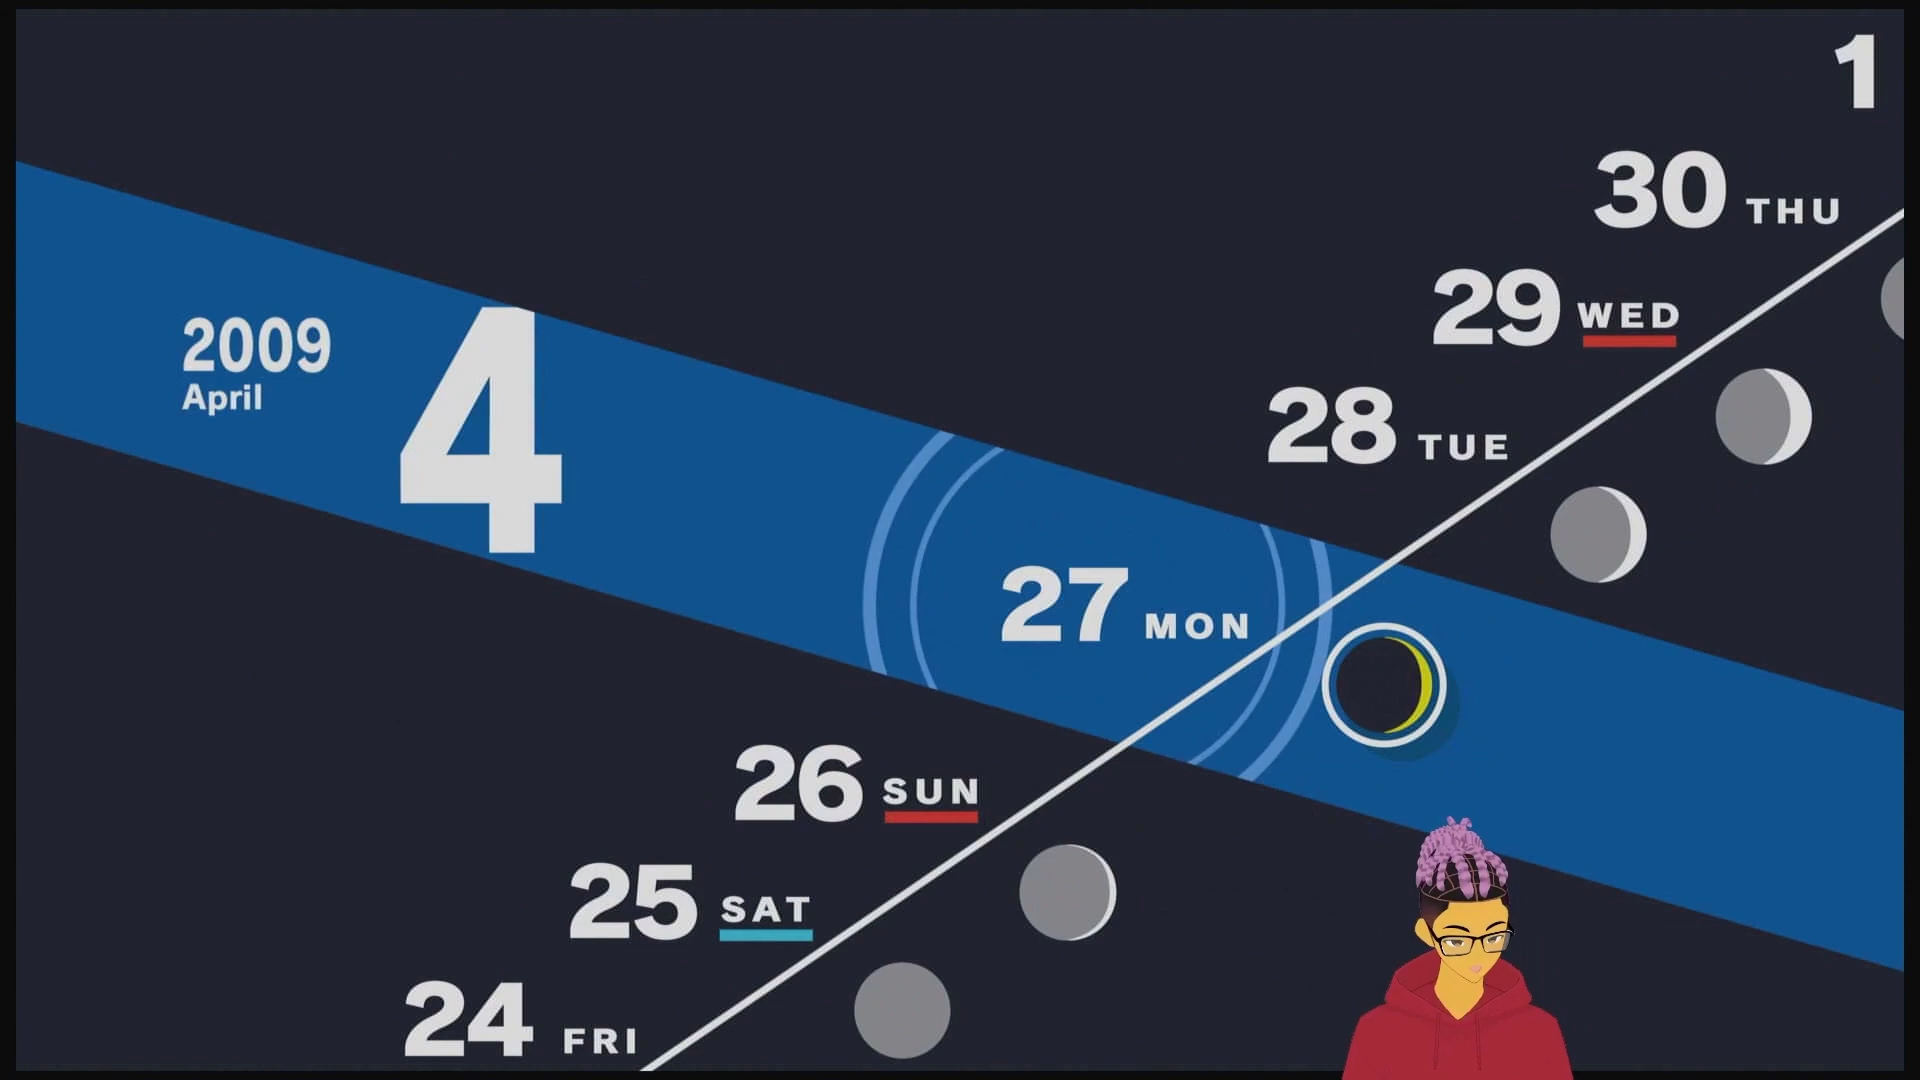 1
30 THU
29 WED
28 TUE
2009
April
4
27 MON
26 SUN
25 SAT
24 FRI